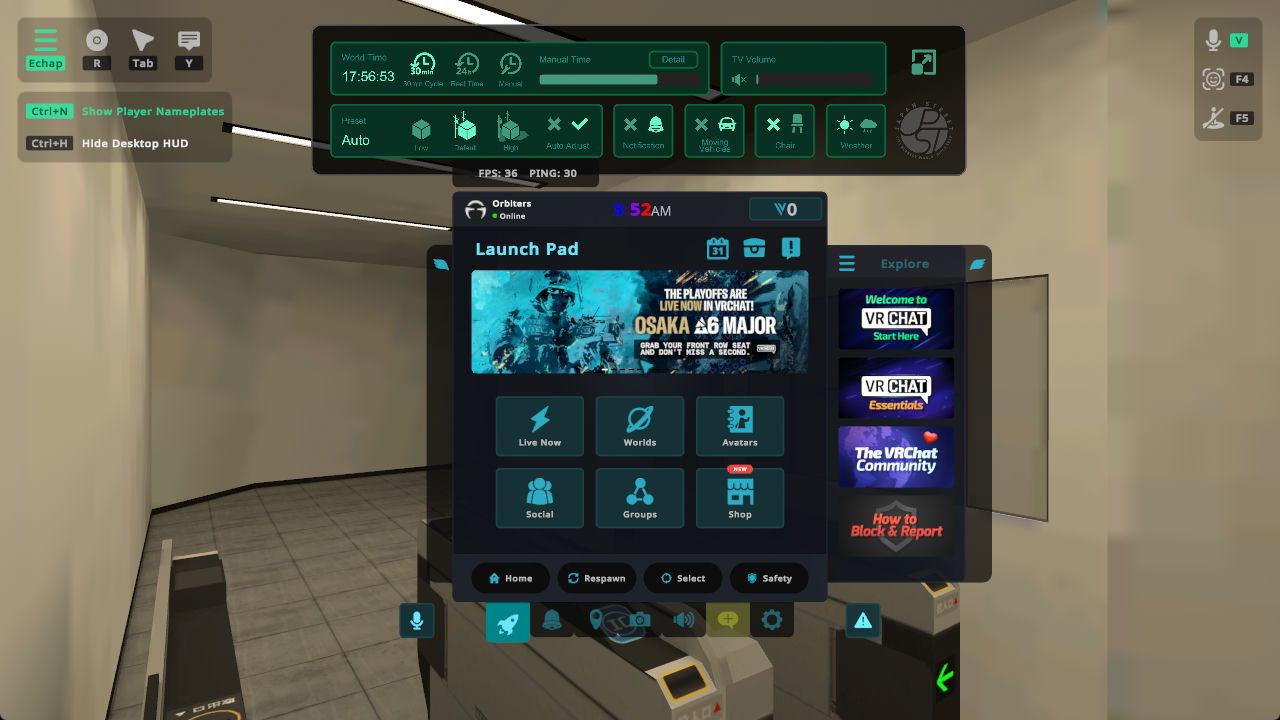 Echap
R
Tab
Y
Ctrl+N Show Player Nameplates
Ctrl+H Hide Desktop HUD
World Time
17:56:53
30min
30min Cycle
24h
Real Time
Manual
Manual Time
Detail
TV Volume
Preset
Auto
Low
Default
High
Auto Adjust
Notification
Moving
Vehicles
Chair
Weather
V
F4
F5
FPS: 36 PING: 30
Orbiters
Online
3:52AM
0
Launch Pad
31
THE PLAYOFFS ARE
LIVE NOW IN VRCHAT!
OSAKA 6 MAJOR
GRAB YOUR FRONT ROW SEAT
AND DON'T MISS A SECOND.
Live Now
Worlds
Avatars
Social
Groups
NEW
Shop
Home
Respawn
Select
Safety
Explore
Welcome to
VRCHAT
Start Here
VRCHAT
Essentials
The VRChat
Community
How to
Block & Report